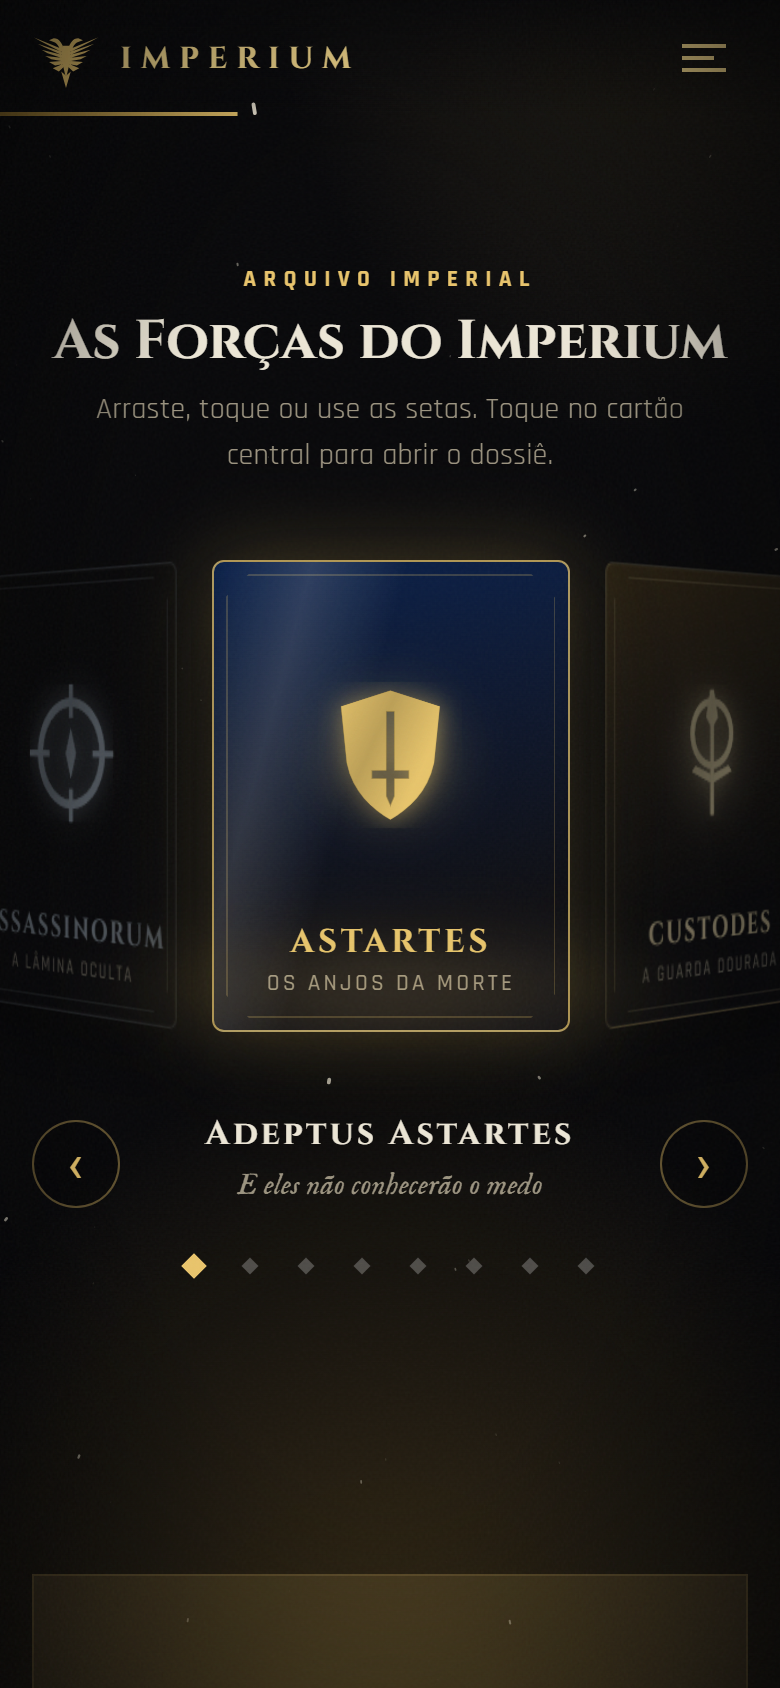 IMPERIUM
ARQUIVO IMPERIAL
As Forças do Imperium
Arraste, toque ou use as setas. Toque no cartão
central para abrir o dossiê.
SSASSINORUM
A LÂMINA OCULTA
ASTARTES
OS ANJOS DA MORTE
CUSTODES
A GUARDA DOURADA
Adeptus Astartes
E eles não conhecerão o medo